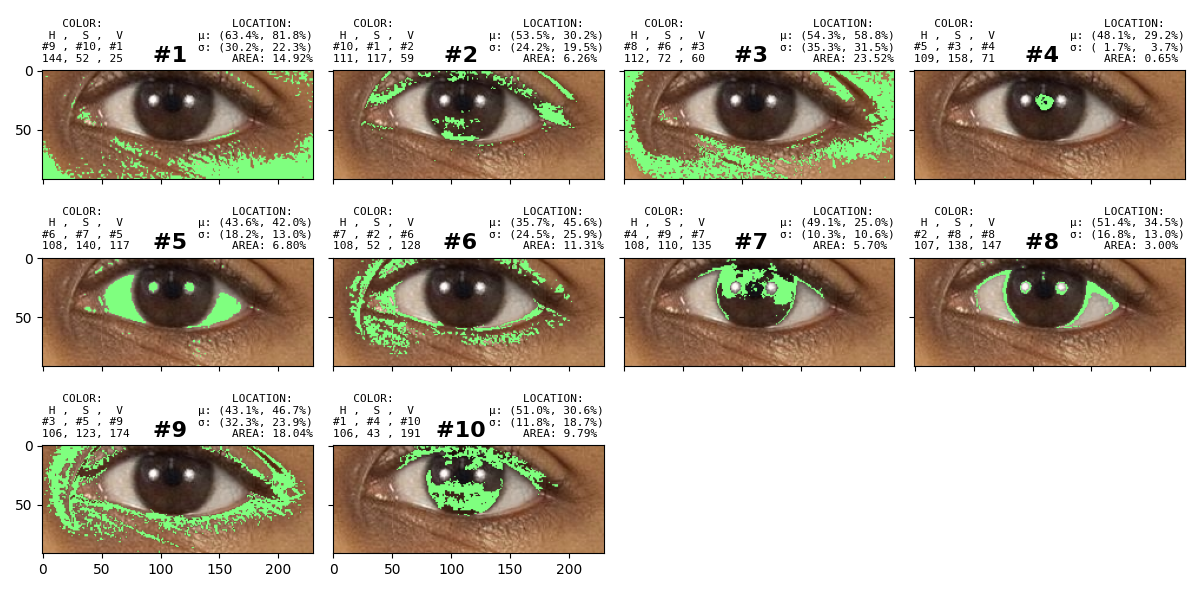 COLOR: LOCATION:
H , S , V μ: (63.4%, 81.8%)
#9 , #10, #1 σ: (30.2%, 22.3%)
144, 52 , 25 #1 AREA: 14.92%
COLOR: LOCATION:
H , S , V μ: (53.5%, 30.2%)
#10, #1 , #2 σ: (24.2%, 19.5%)
111, 117, 59 #2 AREA: 6.26%
COLOR: LOCATION:
H , S , V μ: (54.3%, 58.8%)
#8 , #6 , #3 σ: (35.3%, 31.5%)
112, 72 , 60 #3 AREA: 23.52%
COLOR: LOCATION:
H , S , V μ: (48.1%, 29.2%)
#5 , #3 , #4 σ: ( 1.7%, 3.7%)
109, 158, 71 #4 AREA: 0.65%
0
50
COLOR: LOCATION:
H , S , V μ: (43.6%, 42.0%)
#6 , #7 , #5 σ: (18.2%, 13.0%)
108, 140, 117 #5 AREA: 6.80%
COLOR: LOCATION:
H , S , V μ: (35.7%, 45.6%)
#7 , #2 , #6 σ: (24.5%, 25.9%)
108, 52 , 128 #6 AREA: 11.31%
COLOR: LOCATION:
H , S , V μ: (49.1%, 25.0%)
#4 , #9 , #7 σ: (10.3%, 10.6%)
108, 110, 135 #7 AREA: 5.70%
COLOR: LOCATION:
H , S , V μ: (51.4%, 34.5%)
#2 , #8 , #8 σ: (16.8%, 13.0%)
107, 138, 147 #8 AREA: 3.00%
0
50
COLOR: LOCATION:
H , S , V μ: (43.1%, 46.7%)
#3 , #5 , #9 σ: (32.3%, 23.9%)
106, 123, 174 #9 AREA: 18.04%
COLOR: LOCATION:
H , S , V μ: (51.0%, 30.6%)
#1 , #4 , #10 σ: (11.8%, 18.7%)
106, 43 , 191 #10 AREA: 9.79%
0
50
0 50 100 150 200
0 50 100 150 200